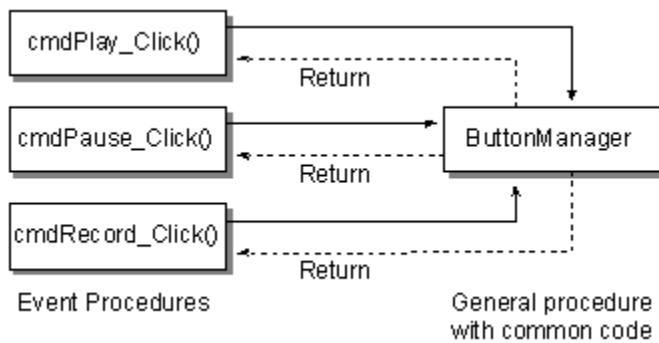 cmdPlay_Click()
Return
cmdPause_Click()
ButtonManager
Return
cmdRecord_Click()
Return
Event Procedures
General procedure
with common code